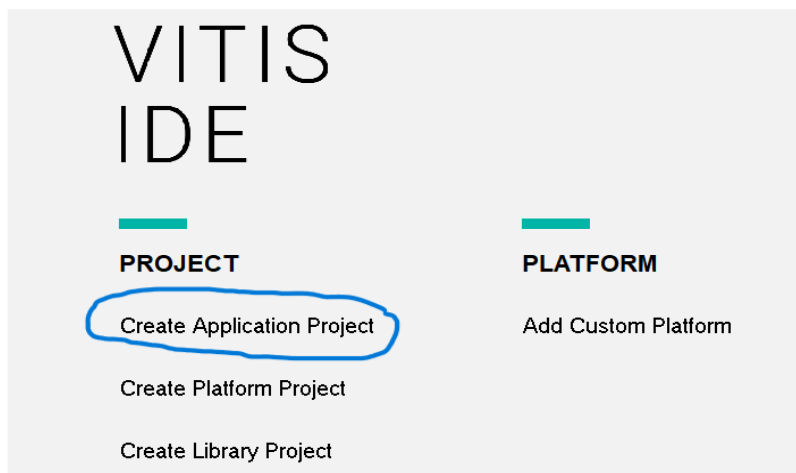 VITIS
IDE
PROJECT
Create Application Project
Create Platform Project
Create Library Project
PLATFORM
Add Custom Platform